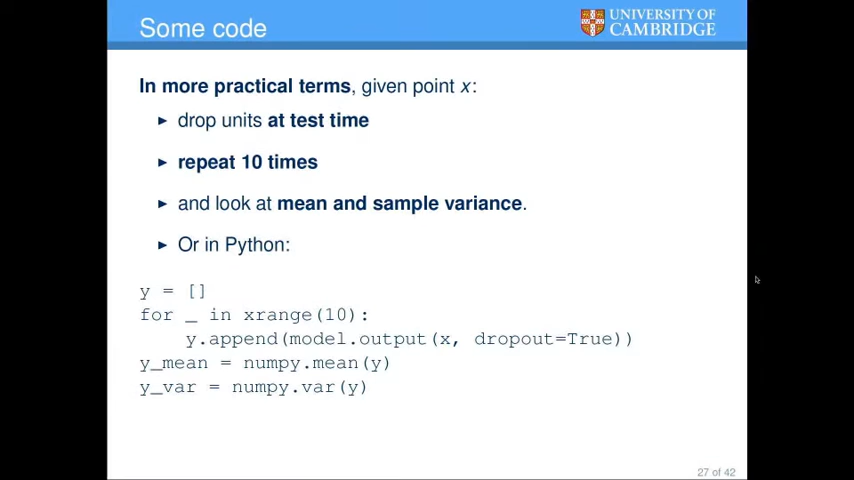 Some code
UNIVERSITY OF
CAMBRIDGE
In more practical terms, given point x:
► drop units at test time
► repeat 10 times
► and look at mean and sample variance.
► Or in Python:
y = []
for _ in xrange(10):
    y.append(model.output(x, dropout=True))
y_mean = numpy.mean(y)
y_var = numpy.var(y)
27 of 42